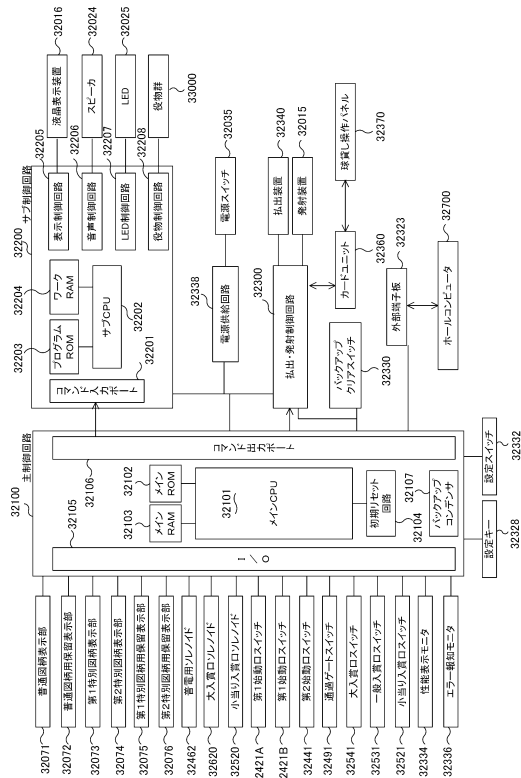 32071
普通図柄表示部
32072
普通図柄用保留表示部
32073
第1特別図柄表示部
32074
第2特別図柄表示部
32075
第1特別図柄用保留表示部
32076
第2特別図柄用保留表示部
32462
普電用ソレノイド
32620
大入賞口ソレノイド
32520
小当り入賞口ソレノイド
2421A
第1始動口スイッチ
2421B
第1始動口スイッチ
32441
第2始動口スイッチ
32491
通過ゲートスイッチ
32541
大入賞口スイッチ
32531
一般入賞口スイッチ
32521
小当り入賞口スイッチ
32334
性能表示モニタ
32336
エラー報知モニタ
32100
主制御回路
32105
I/O
32106
コマンド出力ポート
32103
メイン
RAM
32102
メイン
ROM
32101
メインCPU
初期リセット
回路
32104
32107
バックアップ
コンデンサ
設定キー
32328
設定スイッチ
32332
32200
サブ制御回路
32201
コマンド入力ポート
32203
プログラム
ROM
32204
ワーク
RAM
サブCPU
32202
32205
表示制御回路
32206
音声制御回路
32207
LED制御回路
32208
役物制御回路
液晶表示装置
32016
スピーカ
32024
LED
32025
役物群
33000
32338
電源供給回路
電源スイッチ
32035
32300
払出・発射制御回路
払出装置
32340
発射装置
32015
バックアップ
クリアスイッチ
32330
カードユニット
32360
球貸し操作パネル
32370
外部端子板
32323
ホールコンピュータ
32700